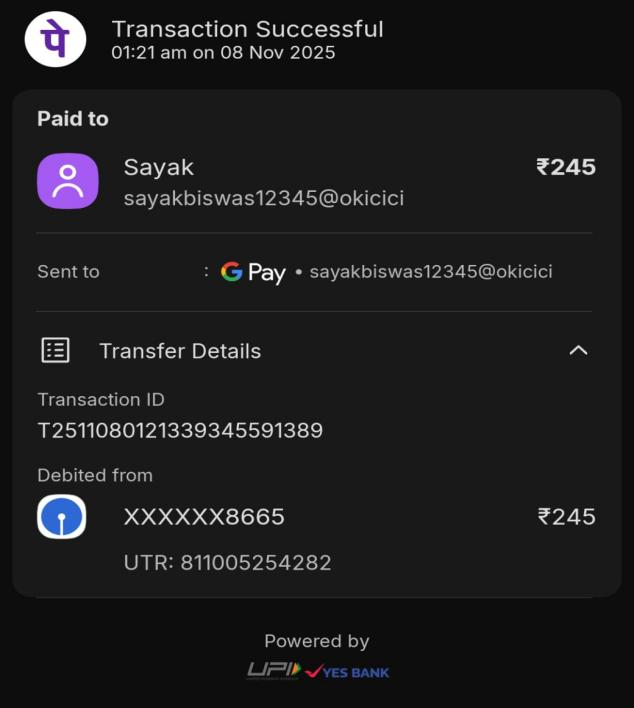 पे
Transaction Successful
01:21 am on 08 Nov 2025
Paid to
Sayak ₹245
sayakbiswas12345@okicici
Sent to : G Pay • sayakbiswas12345@okicici
Transfer Details
Transaction ID
T2511080121339345591389
Debited from
XXXXXX8665 ₹245
UTR: 811005254282
Powered by
UPI YES BANK